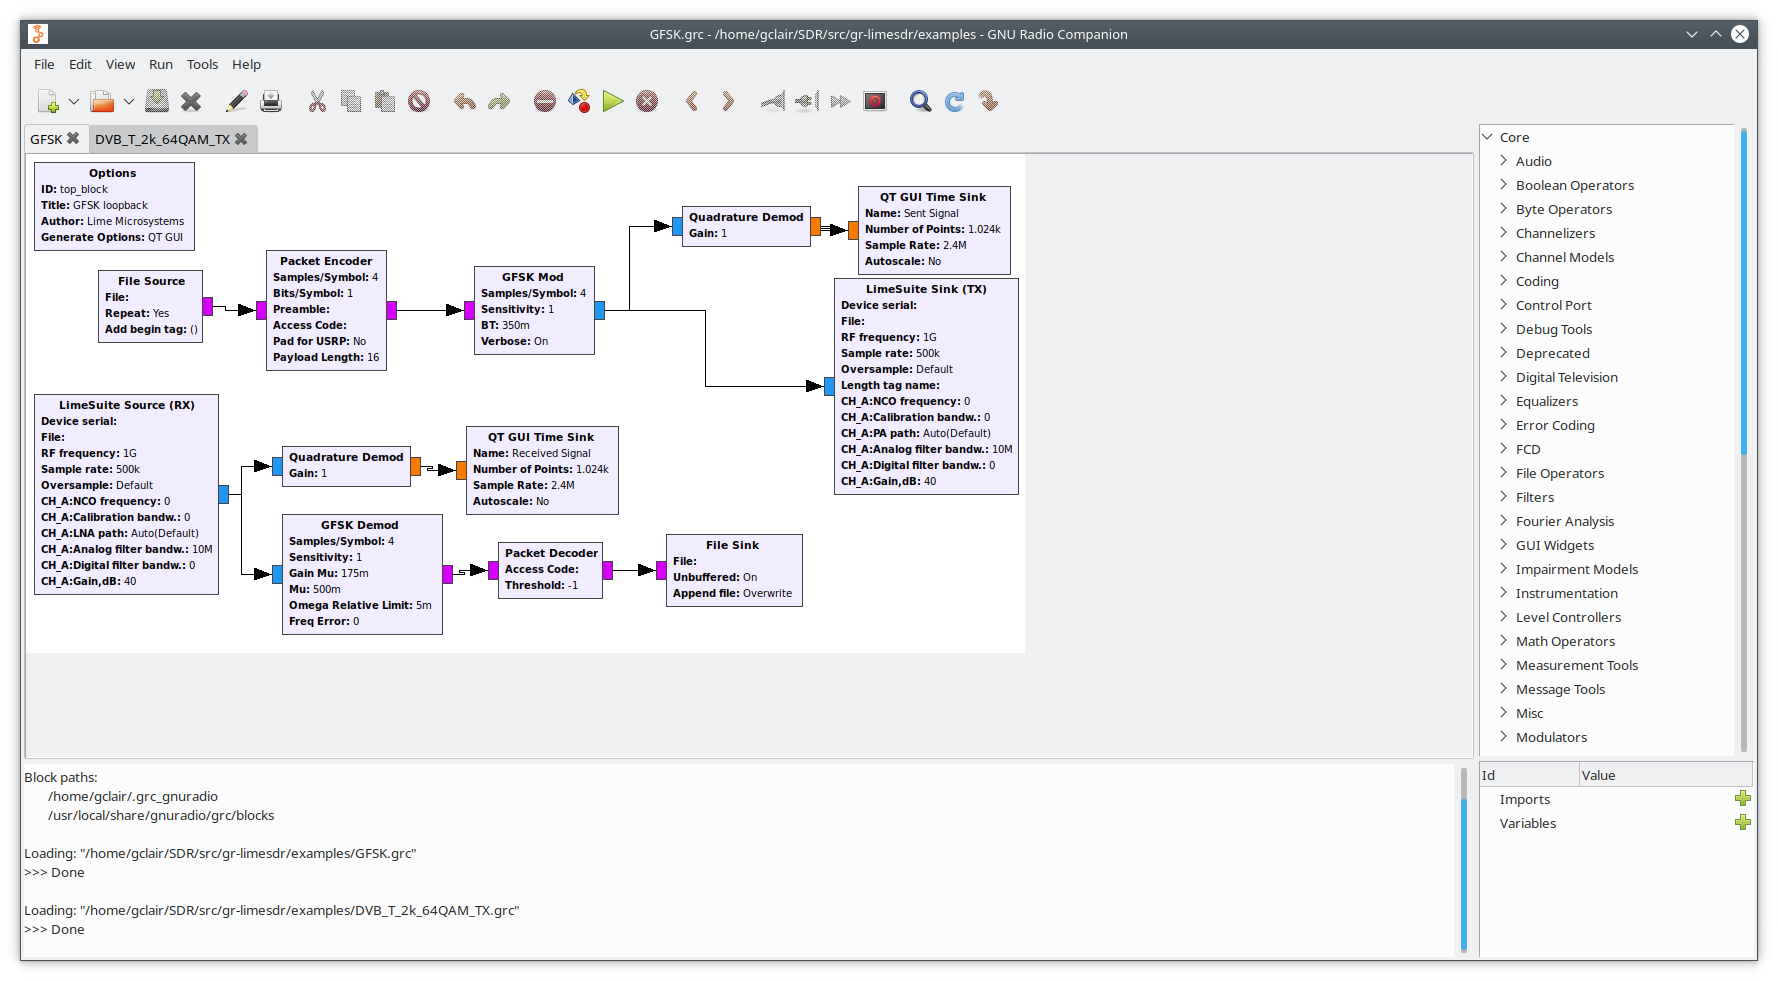 GFSK.grc - /home/gclair/SDR/src/gr-limesdr/examples - GNU Radio Companion
File Edit View Run Tools Help
GFSK DVB_T_2k_64QAM_TX
Options
ID: top_block
Title: GFSK loopback
Author: Lime Microsystems
Generate Options: QT GUI
File Source
File:
Repeat: Yes
Add begin tag: ()
Packet Encoder
Samples/Symbol: 4
Bits/Symbol: 1
Preamble:
Access Code:
Pad for USRP: No
Payload Length: 16
GFSK Mod
Samples/Symbol: 4
Sensitivity: 1
BT: 350m
Verbose: On
Quadrature Demod
Gain: 1
QT GUI Time Sink
Name: Sent Signal
Number of Points: 1.024k
Sample Rate: 2.4M
Autoscale: No
LimeSuite Sink (TX)
Device serial:
File:
RF frequency: 1G
Sample rate: 500k
Oversample: Default
Length tag name:
CH_A:NCO frequency: 0
CH_A:Calibration bandw.: 0
CH_A:PA path: Auto(Default)
CH_A:Analog filter bandw.: 10M
CH_A:Digital filter bandw.: 0
CH_A:Gain,dB: 40
LimeSuite Source (RX)
Device serial:
File:
RF frequency: 1G
Sample rate: 500k
Oversample: Default
CH_A:NCO frequency: 0
CH_A:Calibration bandw.: 0
CH_A:LNA path: Auto(Default)
CH_A:Analog filter bandw.: 10M
CH_A:Digital filter bandw.: 0
CH_A:Gain,dB: 40
Quadrature Demod
Gain: 1
QT GUI Time Sink
Name: Received Signal
Number of Points: 1.024k
Sample Rate: 2.4M
Autoscale: No
GFSK Demod
Samples/Symbol: 4
Sensitivity: 1
Gain Mu: 175m
Mu: 500m
Omega Relative Limit: 5m
Freq Error: 0
Packet Decoder
Access Code:
Threshold: -1
File Sink
File:
Unbuffered: On
Append file: Overwrite
Core
Audio
Boolean Operators
Byte Operators
Channelizers
Channel Models
Coding
Control Port
Debug Tools
Deprecated
Digital Television
Equalizers
Error Coding
FCD
File Operators
Filters
Fourier Analysis
GUI Widgets
Impairment Models
Instrumentation
Level Controllers
Math Operators
Measurement Tools
Message Tools
Misc
Modulators
Block paths:
/home/gclair/.grc_gnuradio
/usr/local/share/gnuradio/grc/blocks
Loading: "/home/gclair/SDR/src/gr-limesdr/examples/GFSK.grc"
>>> Done
Loading: "/home/gclair/SDR/src/gr-limesdr/examples/DVB_T_2k_64QAM_TX.grc"
>>> Done
Id Value
Imports
Variables